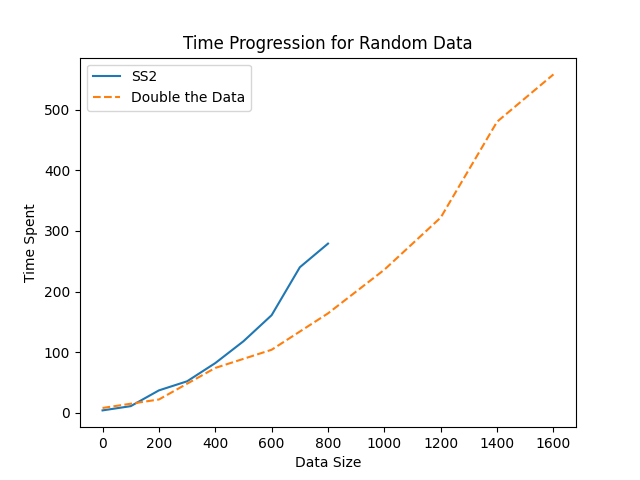 Time Progression for Random Data
SS2
Double the Data
Time Spent
500
400
300
200
100
0
0 200 400 600 800 1000 1200 1400 1600
Data Size